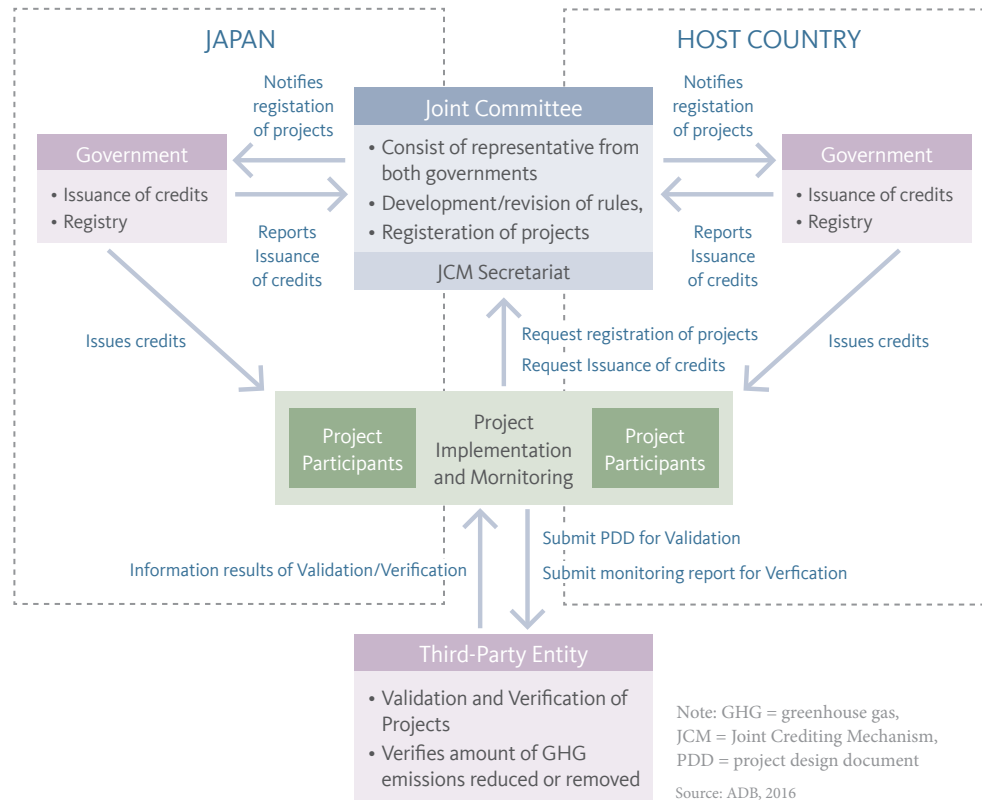 JAPAN
HOST COUNTRY
Notifies
registation
of projects
Joint Committee
Notifies
registation
of projects
Government
• Issuance of credits
• Registry
• Consist of representative from
both governments
• Development/revision of rules,
• Registeration of projects
JCM Secretariat
Government
• Issuance of credits
• Registry
Reports
Issuance
of credits
Reports
Issuance
of credits
Issues credits
Request registration of projects
Request Issuance of credits
Issues credits
Project
Participants
Project
Implementation
and Mornitoring
Project
Participants
Information results of Validation/Verification
Submit PDD for Validation
Submit monitoring report for Verfication
Third-Party Entity
• Validation and Verification of
Projects
• Verifies amount of GHG
emissions reduced or removed
Note: GHG = greenhouse gas,
JCM = Joint Crediting Mechanism,
PDD = project design document
Source: ADB, 2016